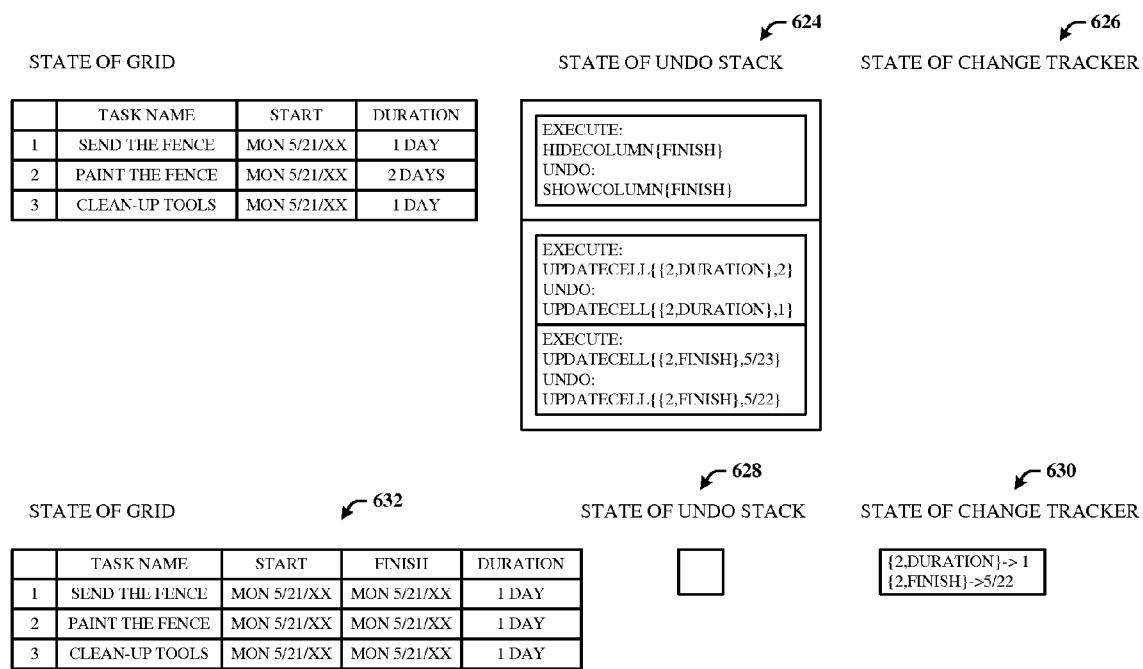 624
626
STATE OF GRID
STATE OF UNDO STACK
STATE OF CHANGE TRACKER
TASK NAME START DURATION
1 SEND THE FENCE MON 5/21/XX 1 DAY
2 PAINT THE FENCE MON 5/21/XX 2 DAYS
3 CLEAN-UP TOOLS MON 5/21/XX 1 DAY
EXECUTE:
HIDECOLUMN{FINISH}
UNDO:
SHOWCOLUMN{FINISH}
EXECUTE:
UPDATECELL{{2,DURATION},2}
UNDO:
UPDATECELL{{2,DURATION},1}
EXECUTE:
UPDATECELL{{2,FINISH},5/23}
UNDO:
UPDATECELL{{2,FINISH},5/22}
628
630
632
STATE OF GRID
STATE OF UNDO STACK
STATE OF CHANGE TRACKER
TASK NAME START FINISH DURATION
1 SEND THE FENCE MON 5/21/XX MON 5/21/XX 1 DAY
2 PAINT THE FENCE MON 5/21/XX MON 5/21/XX 1 DAY
3 CLEAN-UP TOOLS MON 5/21/XX MON 5/21/XX 1 DAY
{2,DURATION}-> 1
{2,FINISH}->5/22